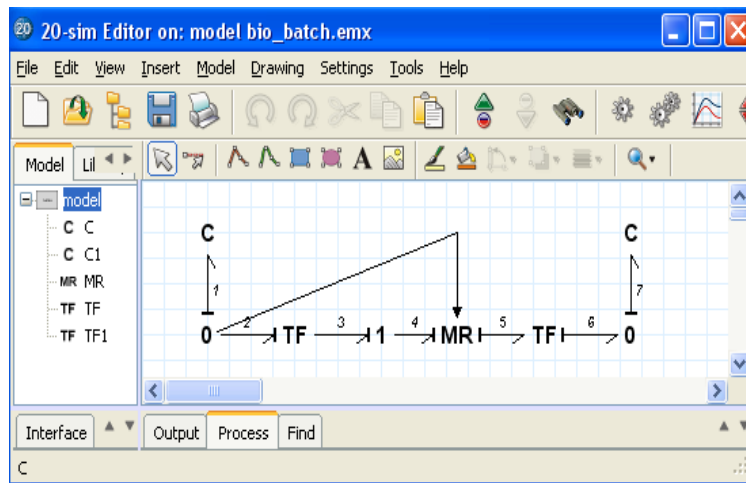 20 20-sim Editor on: model bio_batch.emx
File Edit View Insert Model Drawing Settings Tools Help
Model Li
A
model
C C
C C1
MR MR
TF TF
TF TF1
C C
1 7
2 3 4 5 6
0 TF 1 MR TF 0
Interface Output Process Find
C